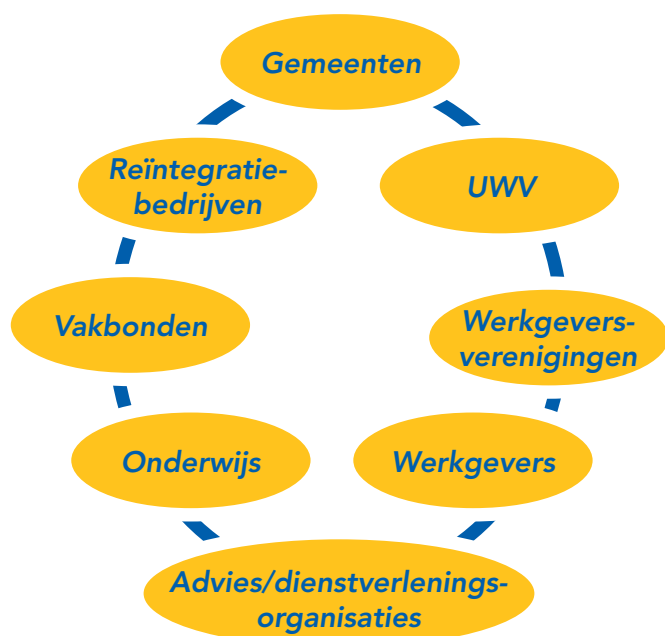 Gemeenten
Reïntegratie-
bedrijven
UWV
Vakbonden
Werkgevers-
verenigingen
Onderwijs
Werkgevers
Advies/dienstverlenings-
organisaties